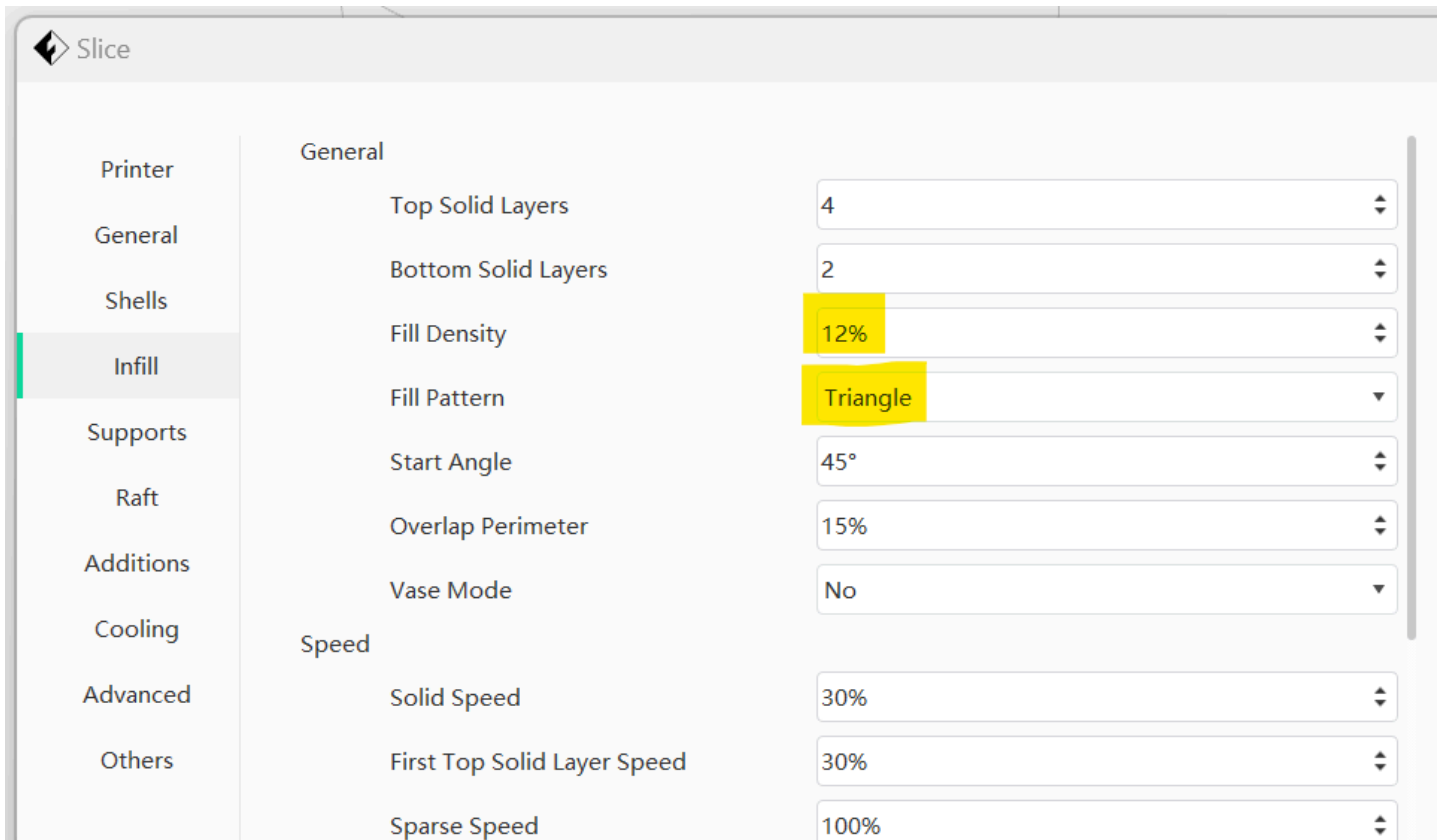 Slice
Printer
General
Shells
Infill
Supports
Raft
Additions
Cooling
Advanced
Others
General
Top Solid Layers 4
Bottom Solid Layers 2
Fill Density 12%
Fill Pattern Triangle
Start Angle 45°
Overlap Perimeter 15%
Vase Mode No
Speed
Solid Speed 30%
First Top Solid Layer Speed 30%
Sparse Speed 100%